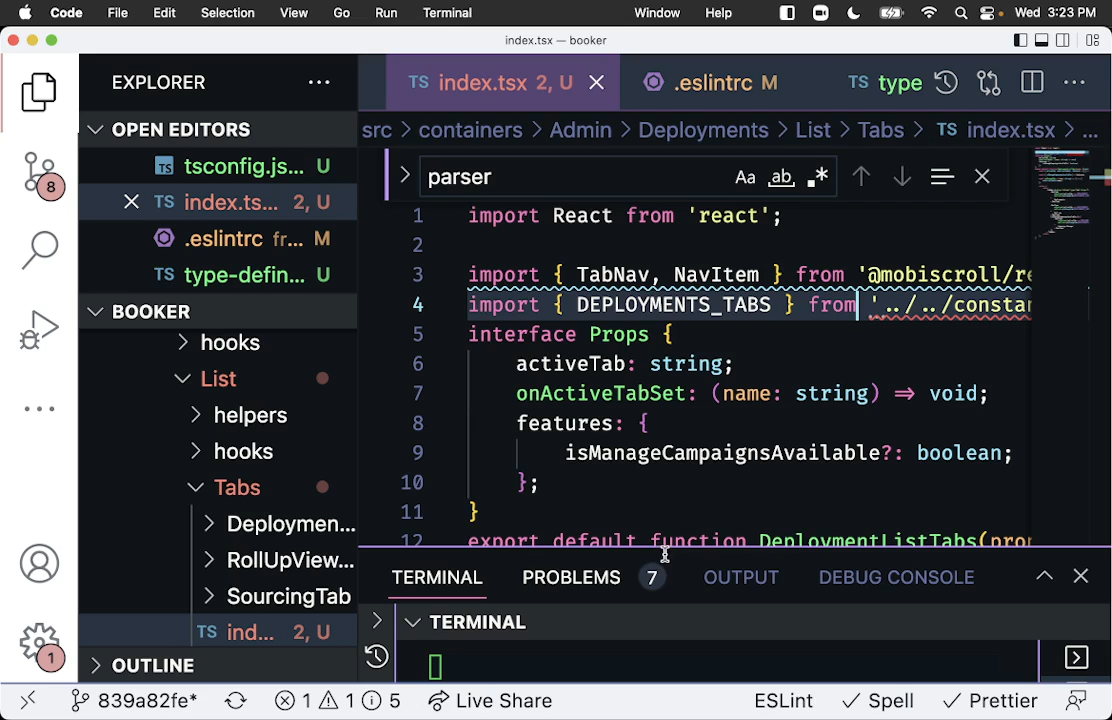 Code File Edit Selection View Go Run Terminal Window Help Wed 3:23 PM
index.tsx — booker
EXPLORER ...
TS index.tsx 2, U
.eslintrc M
TS type
OPEN EDITORS
src > containers > Admin > Deployments > List > Tabs > TS index.tsx > ...
TS tsconfig.js... U
parser
Aa ab .*
TS index.ts... 2, U
.eslintrc fr... M
TS type-defin... U
8
BOOKER
hooks
List
helpers
hooks
Tabs
Deploymen...
RollUpView...
SourcingTab
TS ind... 2, U
OUTLINE
1
1 import React from 'react';
2
3 import { TabNav, NavItem } from '@mobiscroll/re
4 import { DEPLOYMENTS_TABS } from '../../constan
5 interface Props {
6 activeTab: string;
7 onActiveTabSet: (name: string) => void;
8 features: {
9 isManageCampaignsAvailable?: boolean;
10 };
11 }
12 export default function DeploymentListTabs(prop
TERMINAL PROBLEMS 7 OUTPUT DEBUG CONSOLE
TERMINAL
839a82fe* 1 1 5 Live Share ESLint Spell Prettier